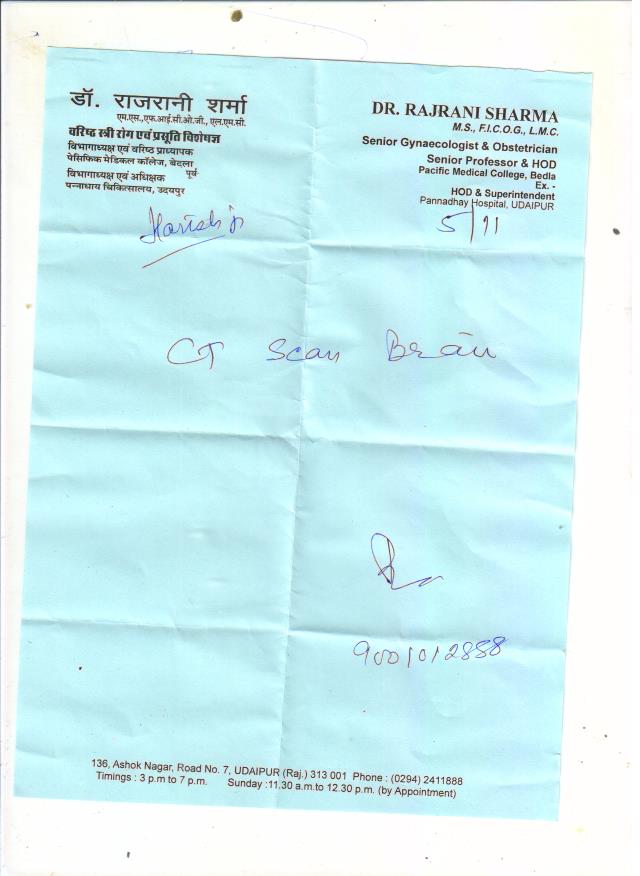 डॉ. राजरानी शर्मा
एम.एस., एफ.आई.सी.ओ.जी., एल.एम.सी.
वरिष्ठ स्त्री रोग एवं प्रसूति विशेषज्ञ
विभागाध्यक्ष एवं वरिष्ठ प्राध्यापक
पेसिफिक मेडिकल कॉलेज, बेदला
पूर्व
विभागाध्यक्ष एवं अधिक्षक
पन्नाधाय चिकित्सालय, उदयपुर
DR. RAJRANI SHARMA
M.S., F.I.C.O.G., L.M.C.
Senior Gynaecologist & Obstetrician
Senior Professor & HOD
Pacific Medical College, Bedla
Ex. -
HOD & Superintendent
Pannadhay Hospital, UDAIPUR
Harish ji
5/11
CT Scan Brain
9001012888
136, Ashok Nagar, Road No. 7, UDAIPUR (Raj.) 313 001 Phone : (0294) 2411888
Timings : 3 p.m to 7 p.m. Sunday :11.30 a.m.to 12.30 p.m. (by Appointment)